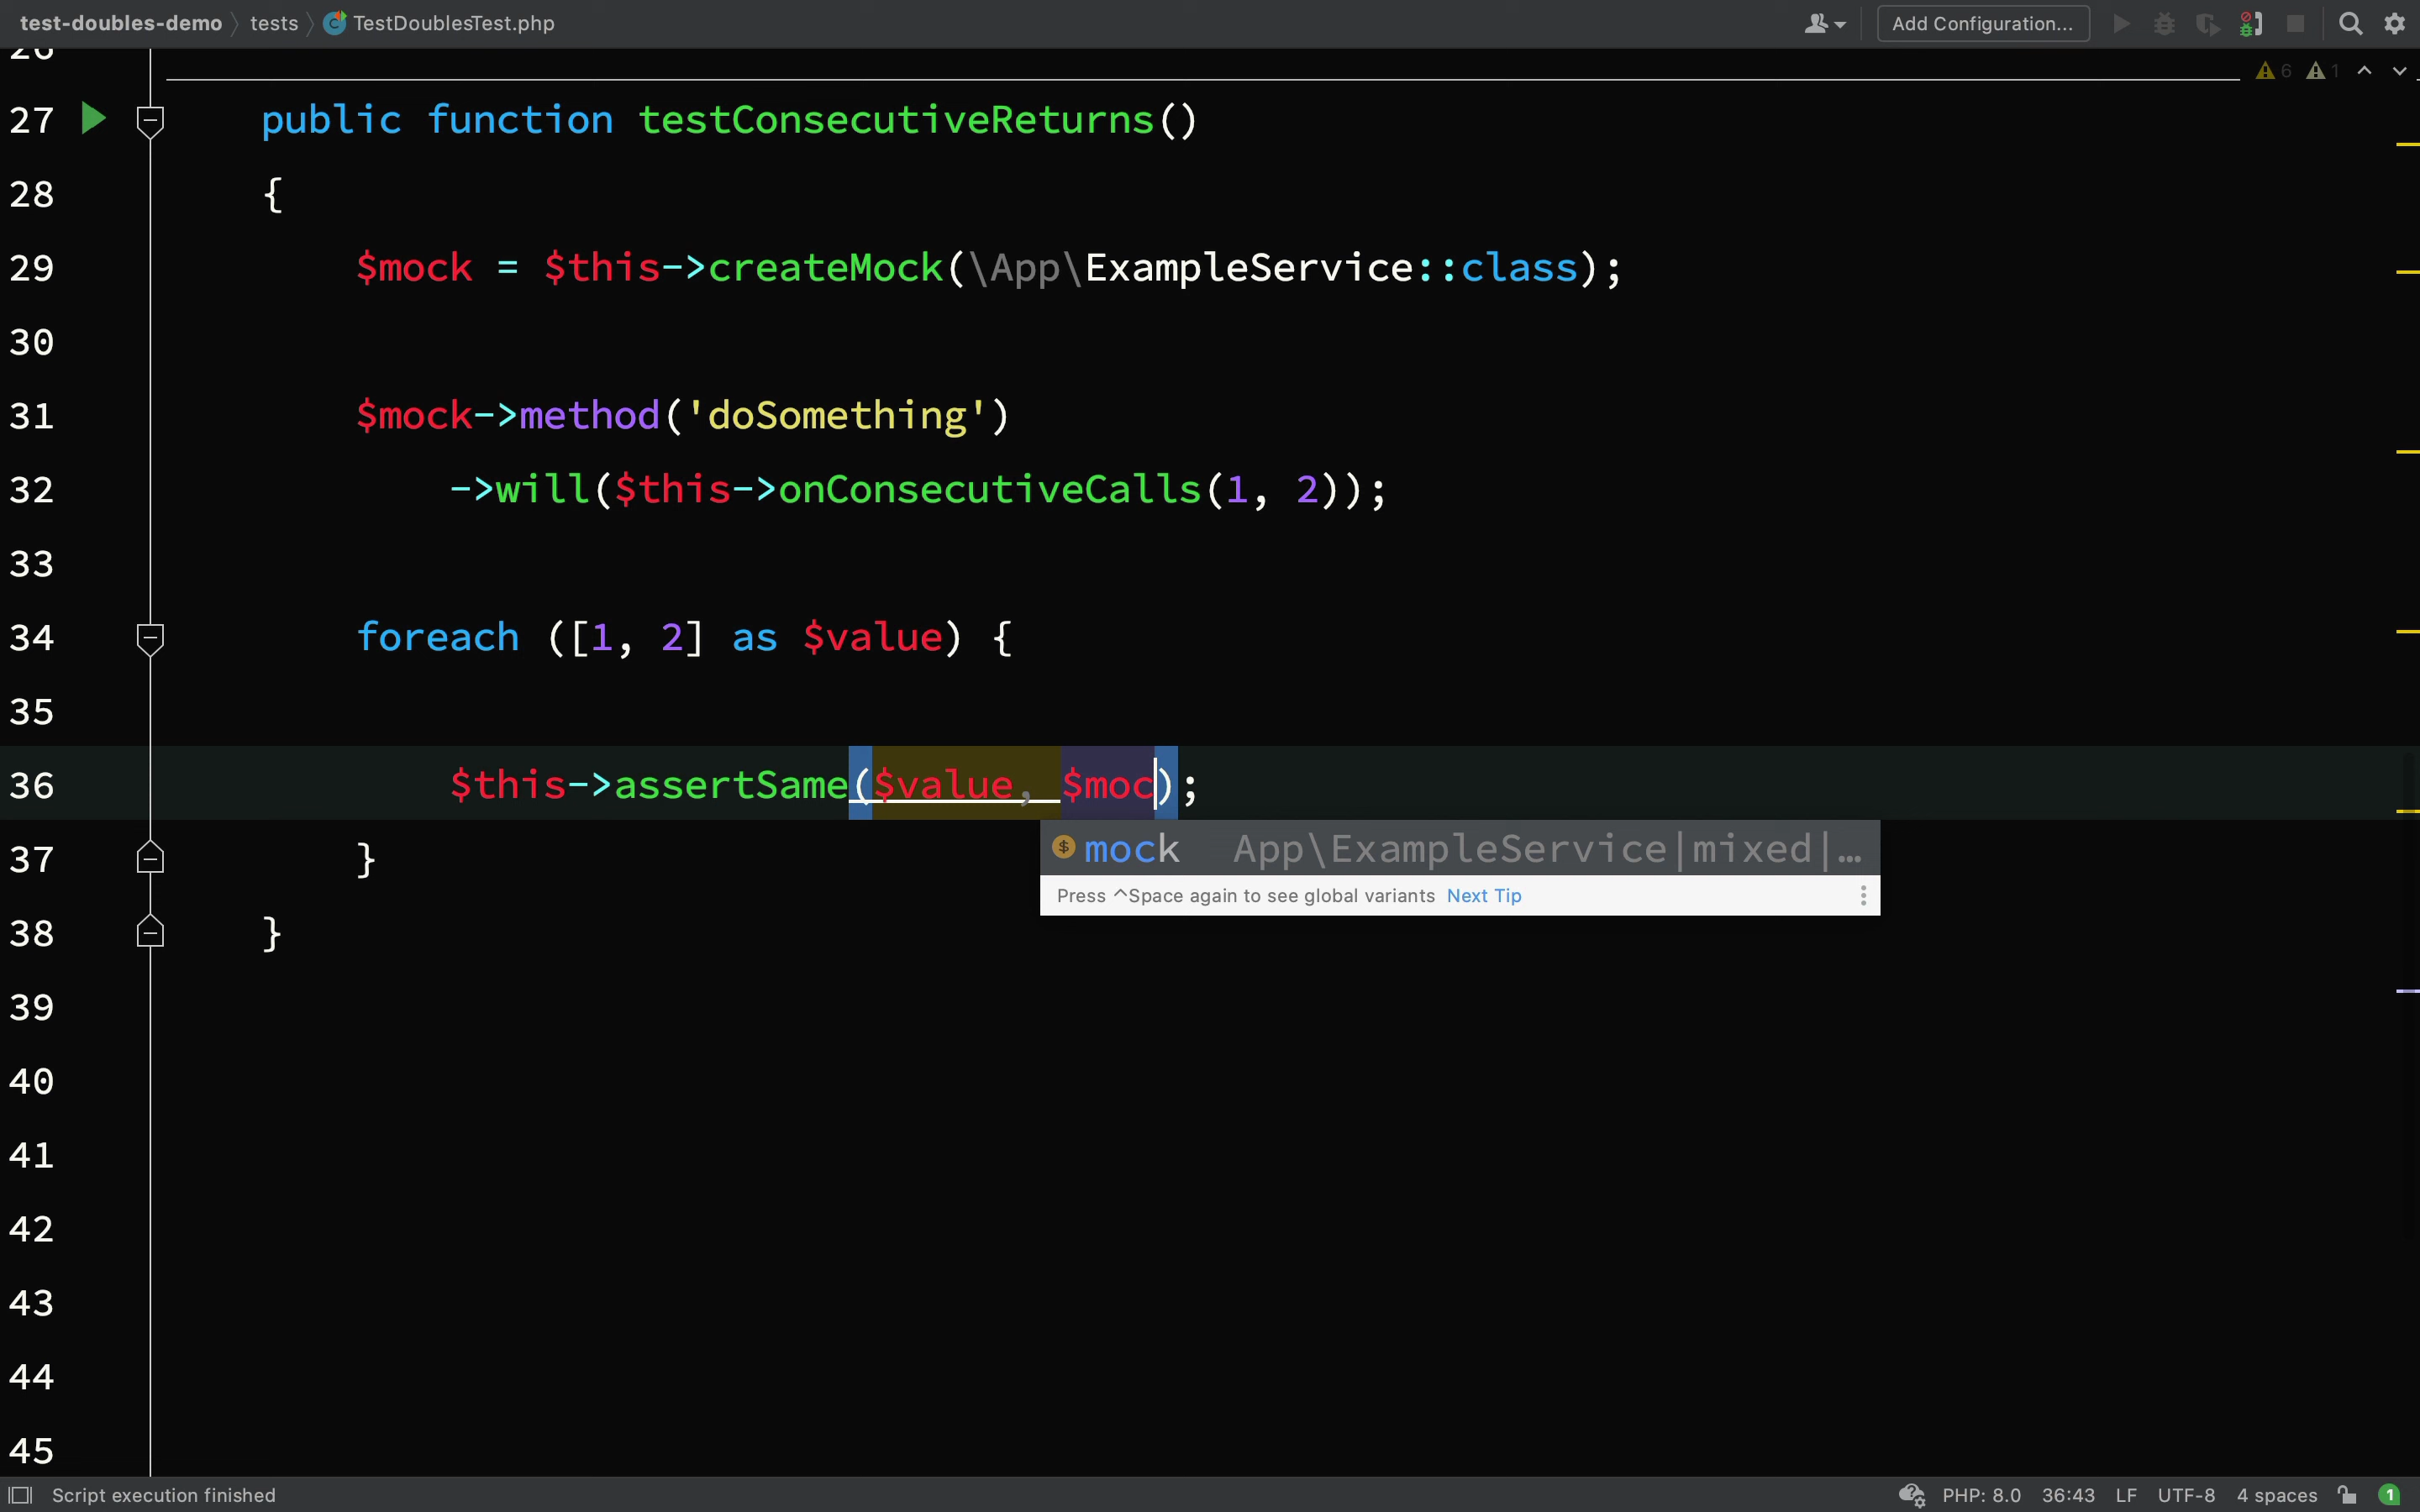 test-doubles-demo tests TestDoublesTest.php Add Configuration...
26 6 1
27 public function testConsecutiveReturns()
28 {
29 $mock = $this->createMock(\App\ExampleService::class);
30
31 $mock->method('doSomething')
32 ->will($this->onConsecutiveCalls(1, 2));
33
34 foreach ([1, 2] as $value) {
35
36 $this->assertSame($value, $moc);
mock App\ExampleService|mixed|…
37 }
Press ^Space again to see global variants Next Tip
38 }
39
40
41
42
43
44
45
Script execution finished PHP: 8.0 36:43 LF UTF-8 4 spaces 1